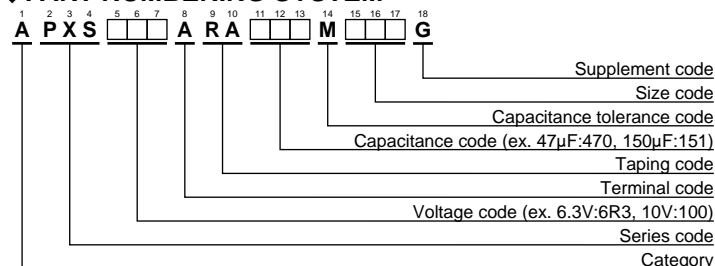 ◆PART NUMBERING SYSTEM
1 2 3 4 5 6 7 8 9 10 11 12 13 14 15 16 17 18
A P X S □□□ A R A □□□ M □□□ G
Supplement code
Size code
Capacitance tolerance code
Capacitance code (ex. 47µF:470, 150µF:151)
Taping code
Terminal code
Voltage code (ex. 6.3V:6R3, 10V:100)
Series code
Category